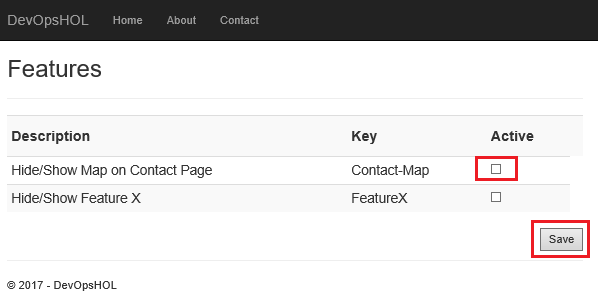 DevOpsHOL Home About Contact
Features
Description Key Active
Hide/Show Map on Contact Page Contact-Map
Hide/Show Feature X FeatureX
Save
© 2017 - DevOpsHOL